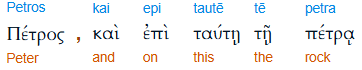 Petros kai epi tautē tē petra
Πέτρος , καὶ ἐπὶ ταύτῃ τῇ πέτρᾳ
Peter and on this the rock